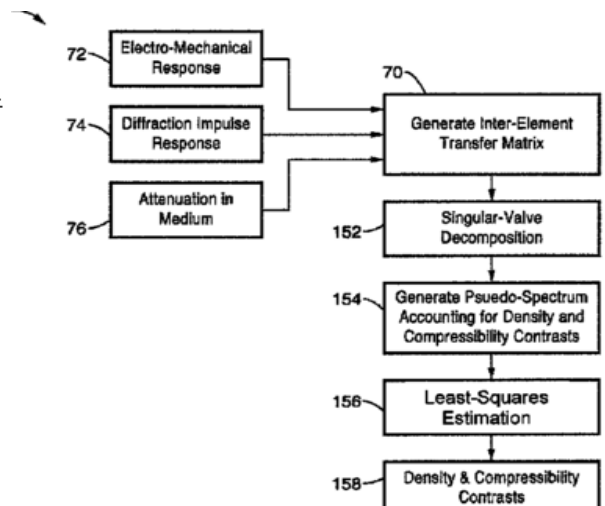 72
Electro-Mechanical
Response
70
74
Diffraction Impulse
Response
Generate Inter-Element
Transfer Matrix
76
Attenuation in
Medium
152
Singular-Valve
Decomposition
154
Generate Psuedo-Spectrum
Accounting for Density and
Compressibility Contrasts
156
Least-Squares
Estimation
158
Density & Compressibility
Contrasts